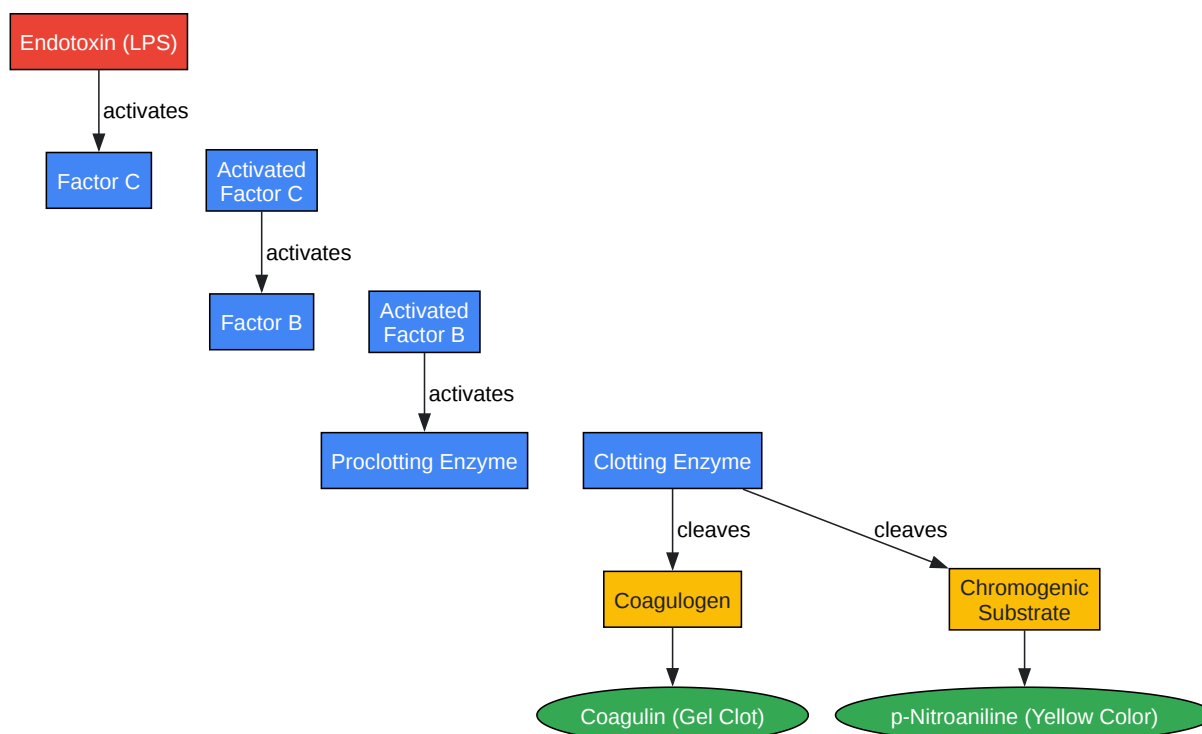 Endotoxin (LPS)
activates
Factor C
Activated
Factor C
activates
Factor B
Activated
Factor B
activates
Proclotting Enzyme
Clotting Enzyme
cleaves
cleaves
Coagulogen
Chromogenic
Substrate
Coagulin (Gel Clot)
p-Nitroaniline (Yellow Color)